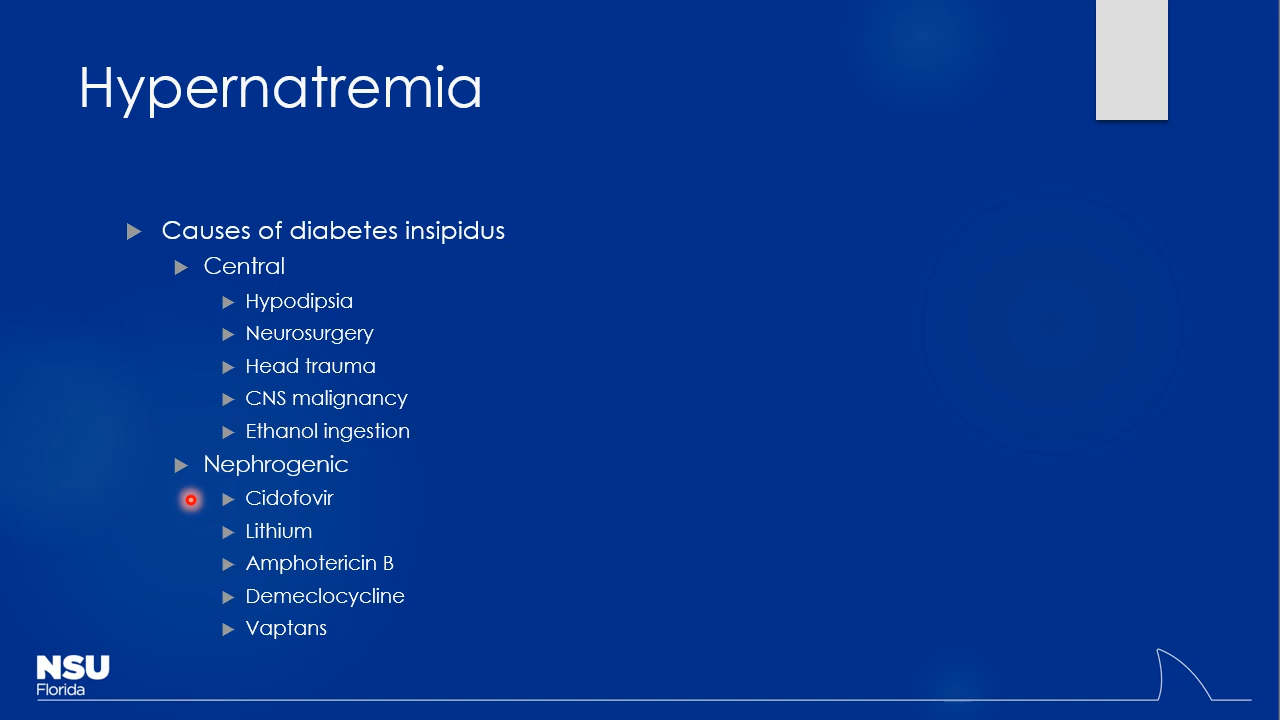 Hypernatremia
Causes of diabetes insipidus
Central
Hypodipsia
Neurosurgery
Head trauma
CNS malignancy
Ethanol ingestion
Nephrogenic
Cidofovir
Lithium
Amphotericin B
Demeclocycline
Vaptans
NSU
Florida